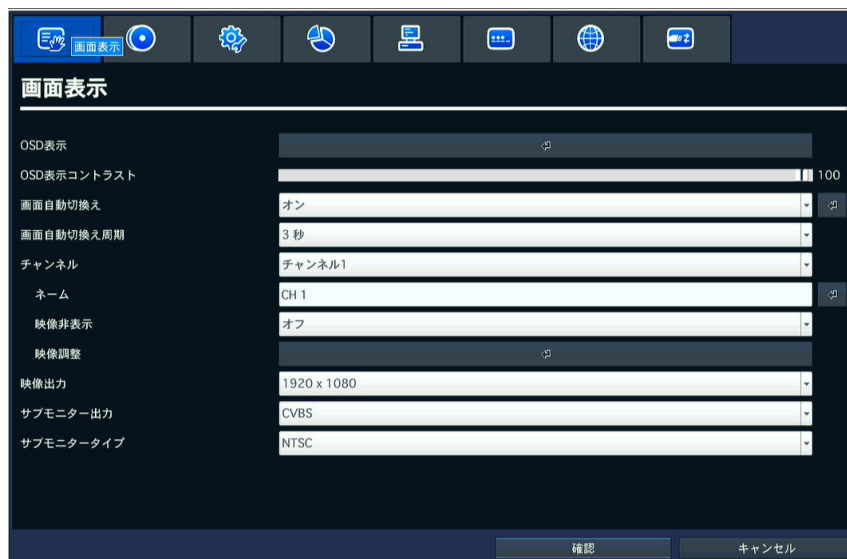 画面表示
画面表示
OSD表示
OSD表示コントラスト 100
画面自動切換え オン
画面自動切換え周期 3 秒
チャンネル チャンネル1
ネーム CH 1
映像非表示 オフ
映像調整
映像出力 1920 x 1080
サブモニター出力 CVBS
サブモニタータイプ NTSC
確認 キャンセル